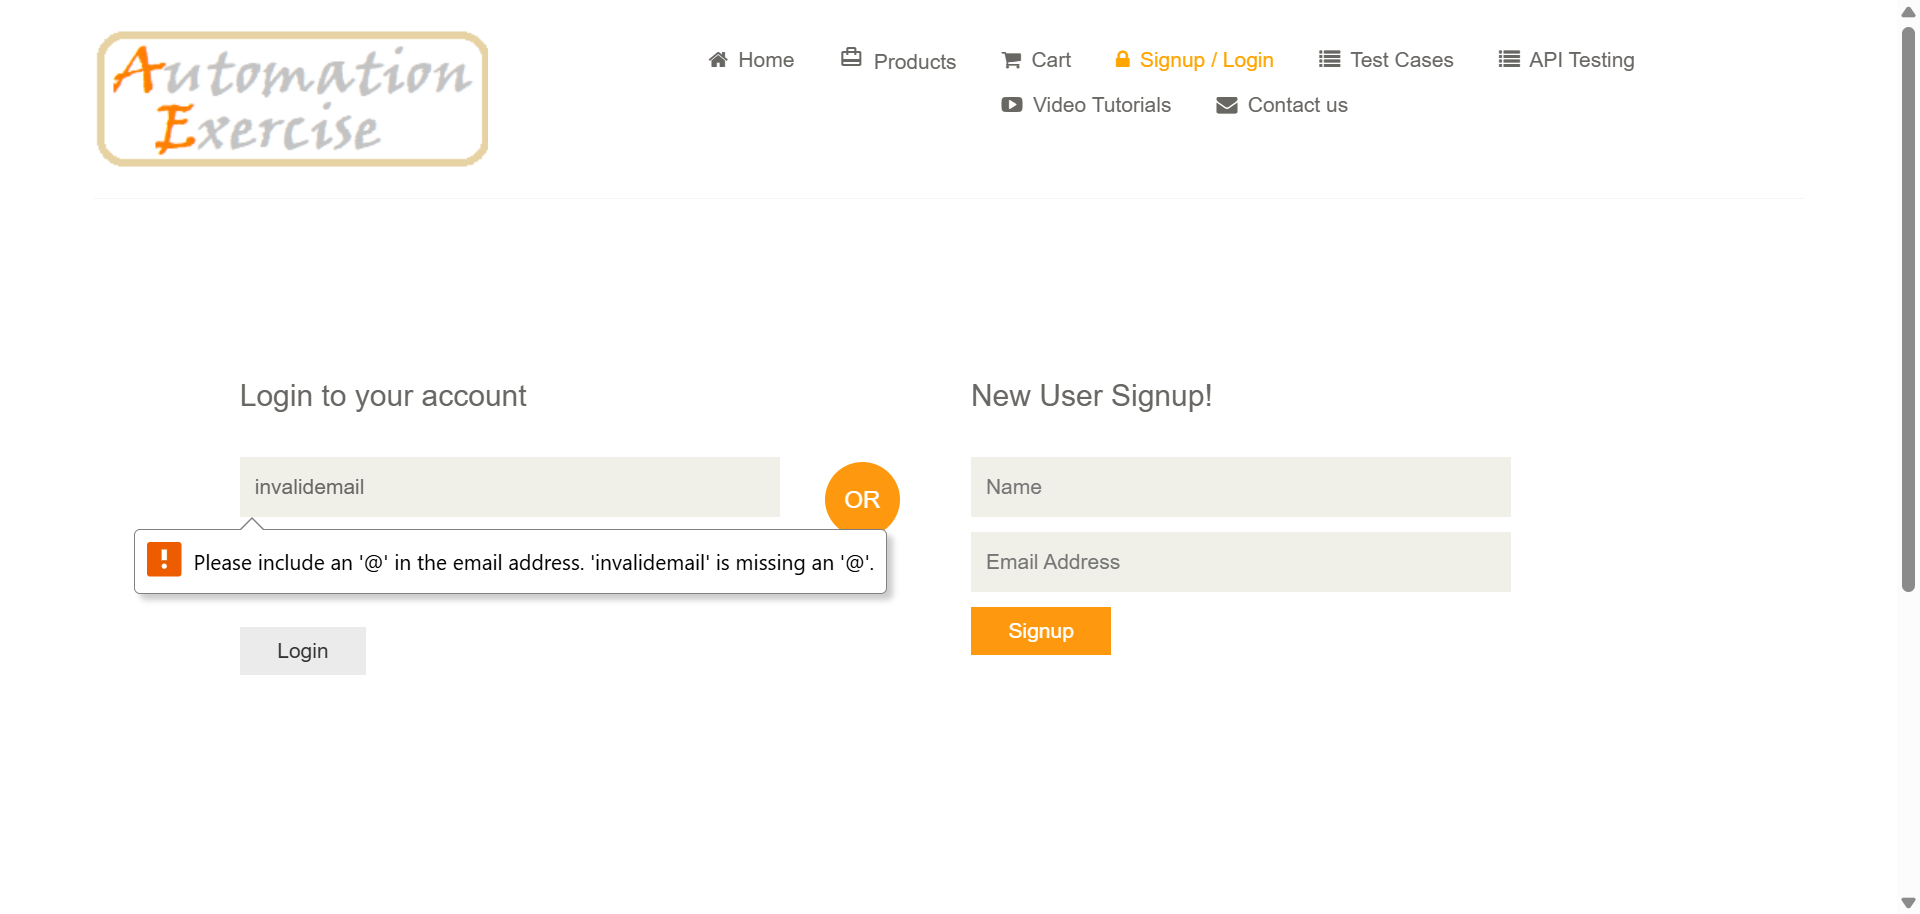 Automation
Exercise
Home Products Cart Signup / Login Test Cases API Testing
Video Tutorials Contact us
Login to your account
invalidemail
Please include an '@' in the email address. 'invalidemail' is missing an '@'.
Login
OR
New User Signup!
Name
Email Address
Signup